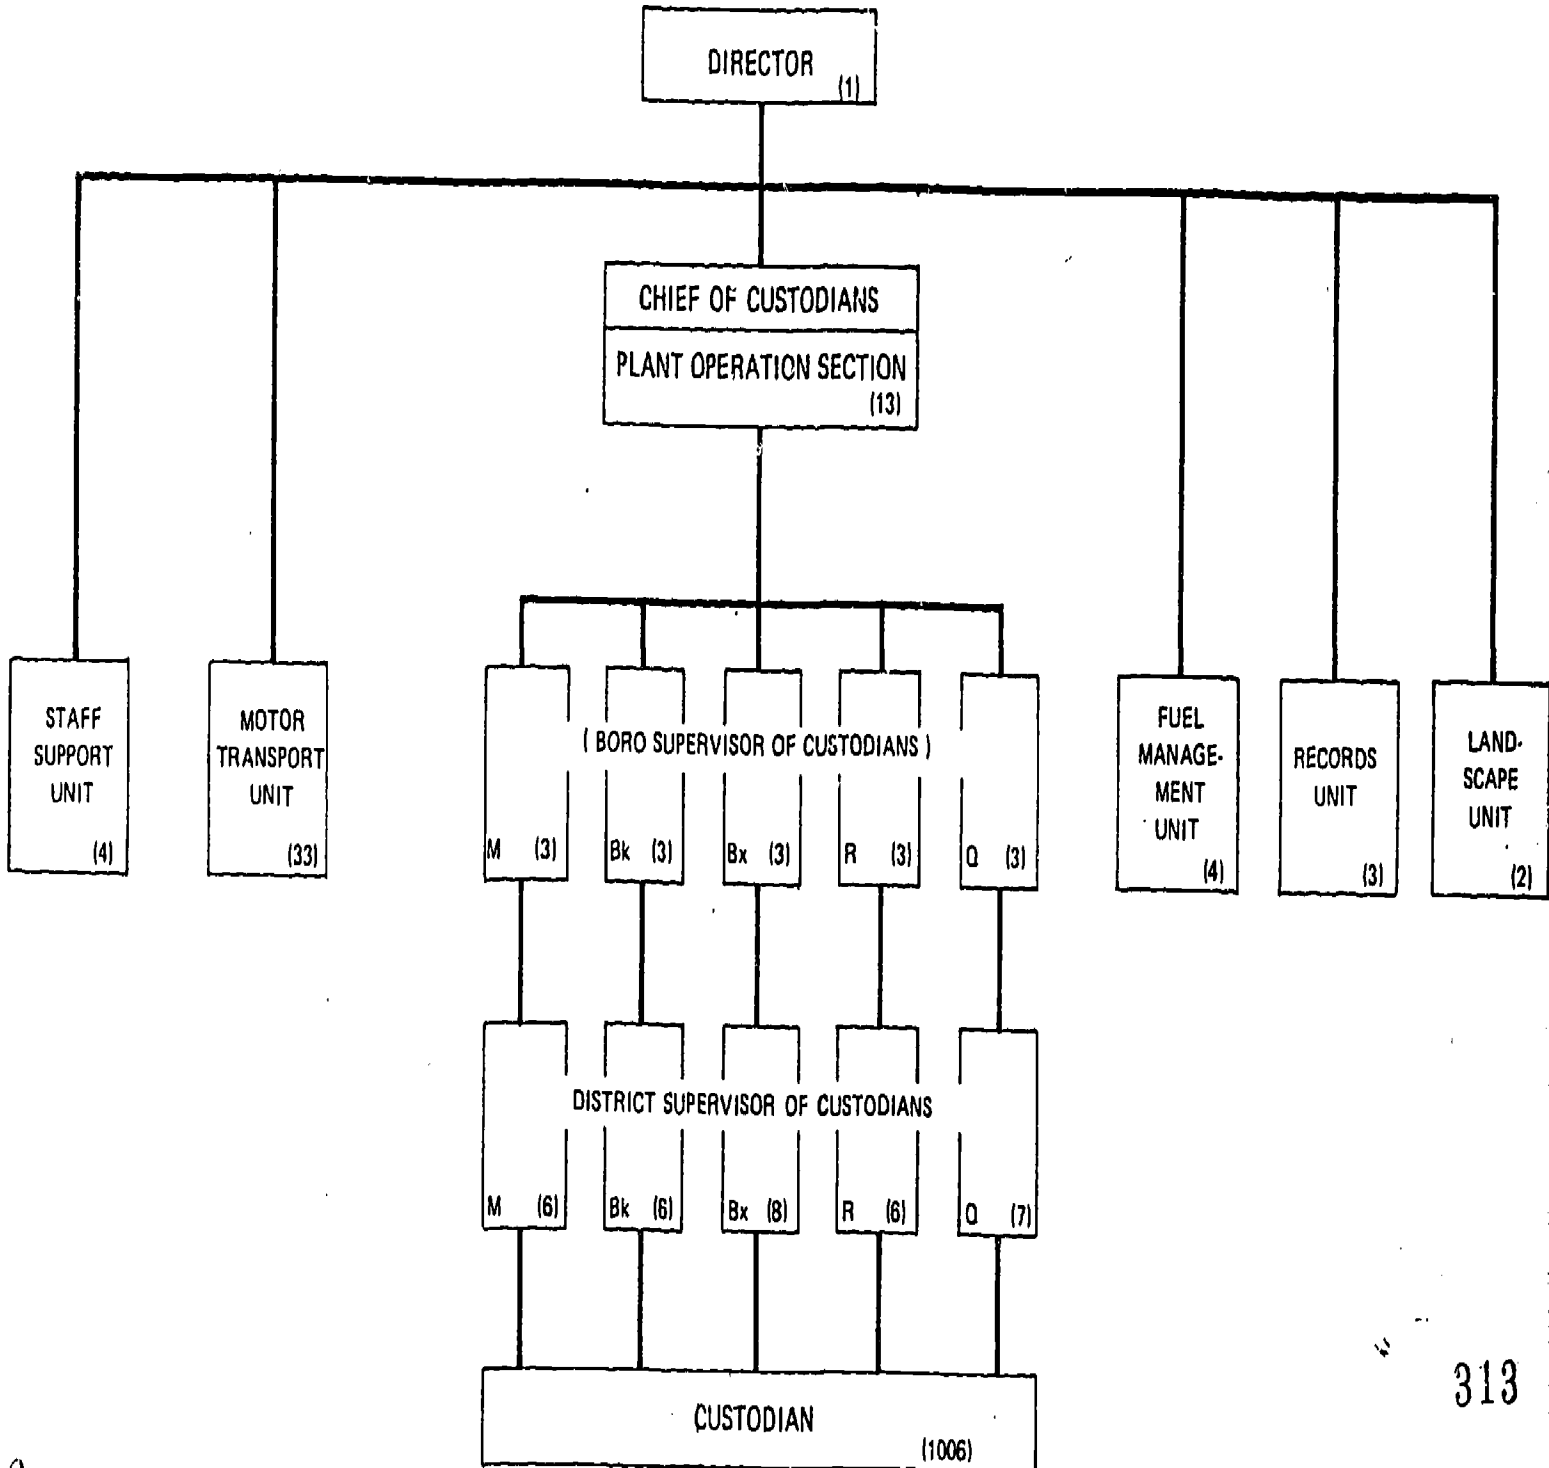 DIRECTOR
(1)
CHIEF OF CUSTODIANS
PLANT OPERATION SECTION
(13)
STAFF
SUPPORT
UNIT
(4)
MOTOR
TRANSPORT
UNIT
(33)
( BORO SUPERVISOR OF CUSTODIANS )
M (3)
Bk (3)
Bx (3)
R (3)
Q (3)
FUEL
MANAGE-
MENT
UNIT
(4)
RECORDS
UNIT
(3)
LAND-
SCAPE
UNIT
(2)
DISTRICT SUPERVISOR OF CUSTODIANS
M (6)
Bk (6)
Bx (8)
R (6)
Q (7)
CUSTODIAN
(1006)
313